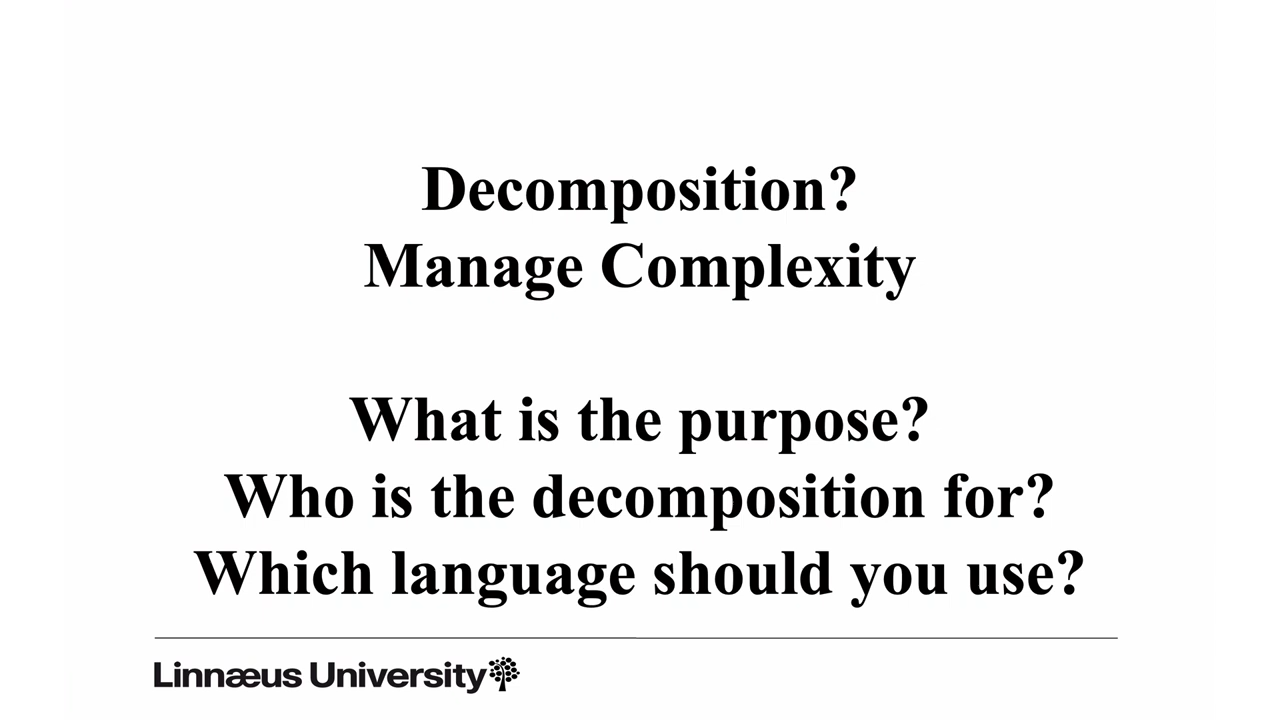 Decomposition?
Manage Complexity
What is the purpose?
Who is the decomposition for?
Which language should you use?
Linnæus University